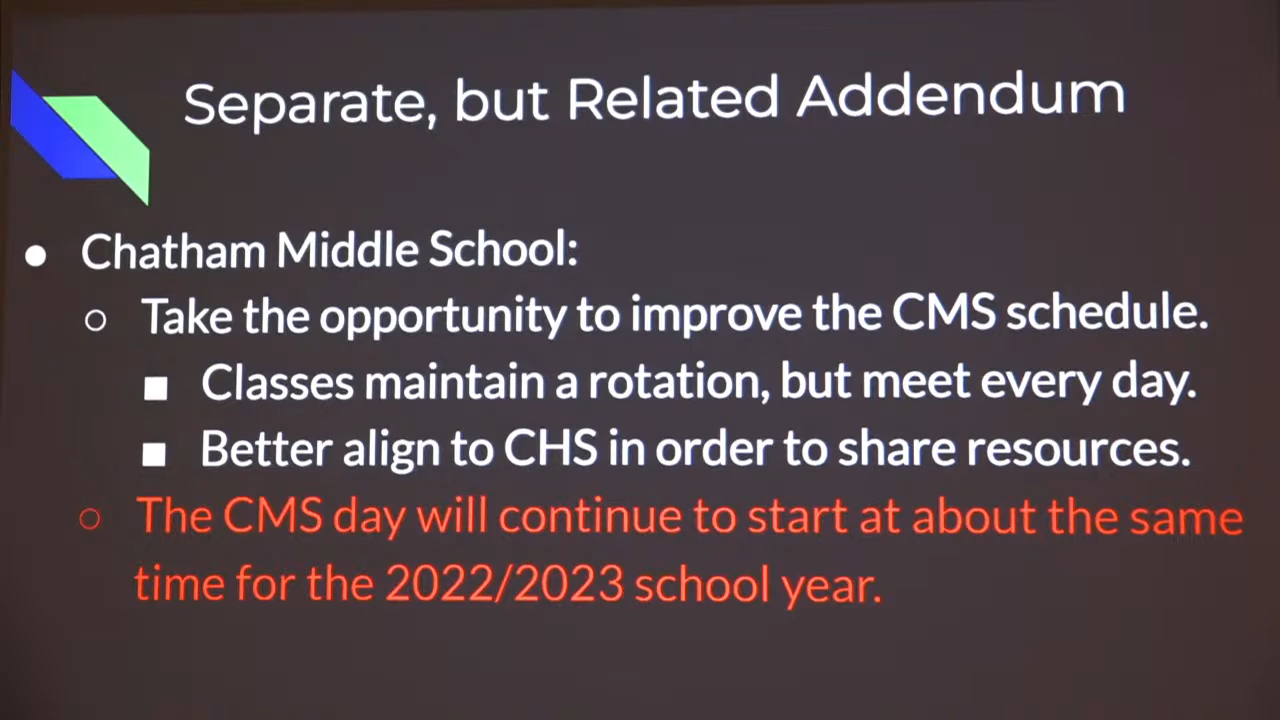 Separate, but Related Addendum
● Chatham Middle School:
○ Take the opportunity to improve the CMS schedule.
■ Classes maintain a rotation, but meet every day.
■ Better align to CHS in order to share resources.
○ The CMS day will continue to start at about the same
time for the 2022/2023 school year.